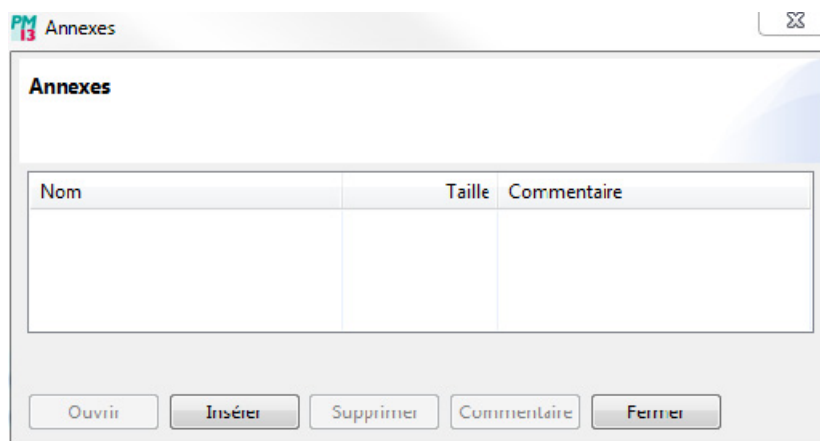 PM 13 Annexes
Annexes
Nom Taille Commentaire
Ouvrir Insérer Supprimer Commentaire Fermer